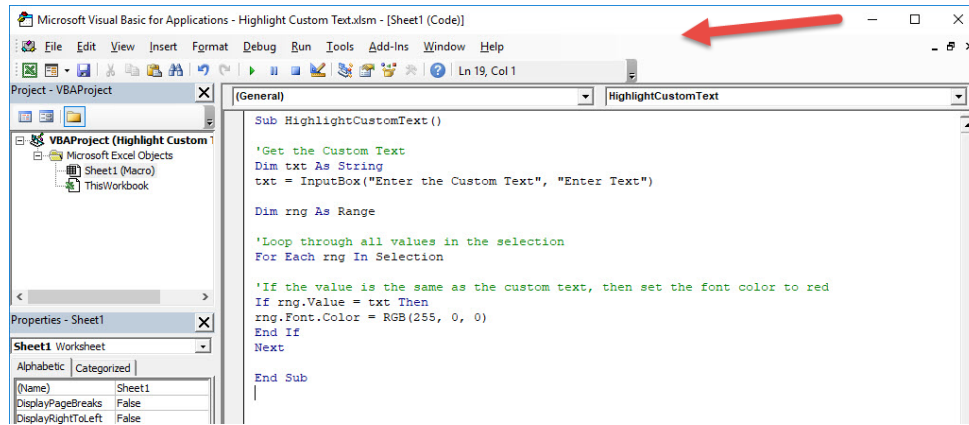 Microsoft Visual Basic for Applications - Highlight Custom Text.xlsm - [Sheet1 (Code)]
File Edit View Insert Format Debug Run Tools Add-Ins Window Help
Ln 19, Col 1
Project - VBAProject
(General) HighlightCustomText
VBAProject (Highlight Custom
Microsoft Excel Objects
Sheet1 (Macro)
ThisWorkbook
Sub HighlightCustomText()
'Get the Custom Text
Dim txt As String
txt = InputBox("Enter the Custom Text", "Enter Text")
Dim rng As Range
'Loop through all values in the selection
For Each rng In Selection
'If the value is the same as the custom text, then set the font color to red
If rng.Value = txt Then
rng.Font.Color = RGB(255, 0, 0)
End If
Next
End Sub
Properties - Sheet1
Sheet1 Worksheet
Alphabetic Categorized
(Name) Sheet1
DisplayPageBreaks False
DisplayRightToLeft False